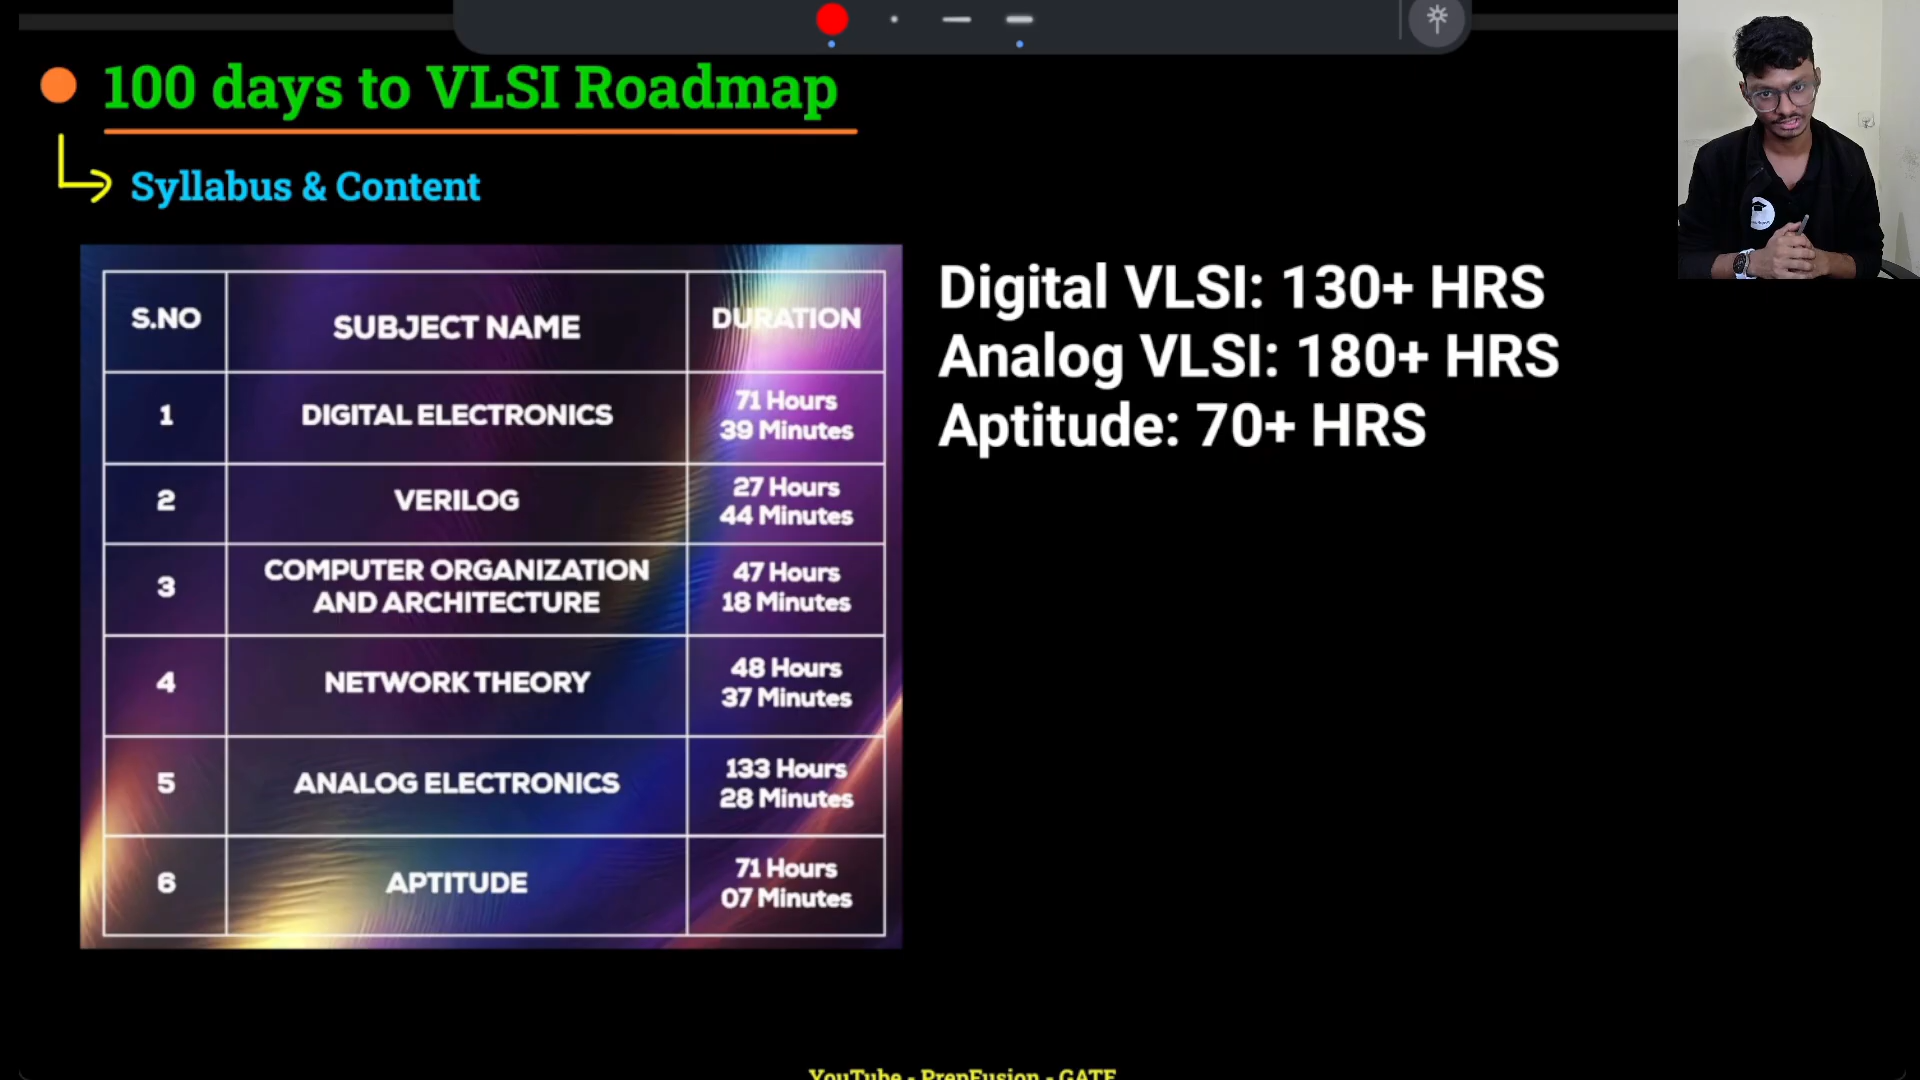 100 days to VLSI Roadmap
Syllabus & Content
S.NO SUBJECT NAME DURATION
1 DIGITAL ELECTRONICS 71 Hours 39 Minutes
2 VERILOG 27 Hours 44 Minutes
3 COMPUTER ORGANIZATION AND ARCHITECTURE 47 Hours 18 Minutes
4 NETWORK THEORY 48 Hours 37 Minutes
5 ANALOG ELECTRONICS 133 Hours 28 Minutes
6 APTITUDE 71 Hours 07 Minutes
Digital VLSI: 130+ HRS
Analog VLSI: 180+ HRS
Aptitude: 70+ HRS
YouTube - PrepFusion - GATE